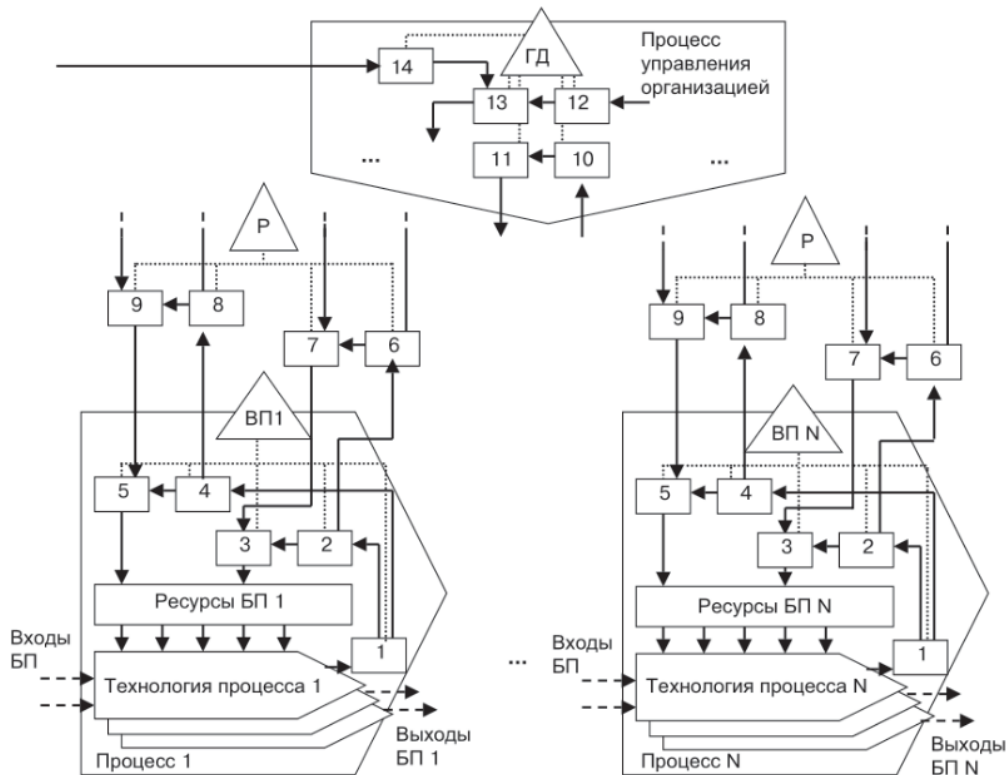 ГД
Процесс
управления
организацией
14
13
12
11
10
...
...
Р
9
8
7
6
ВП1
5
4
3
2
Ресурсы БП 1
1
Входы
БП
Технология процесса 1
Выходы
БП 1
Процесс 1
...
Р
9
8
7
6
ВП N
5
4
3
2
Ресурсы БП N
1
Входы
БП
Технология процесса N
Выходы
БП N
Процесс N